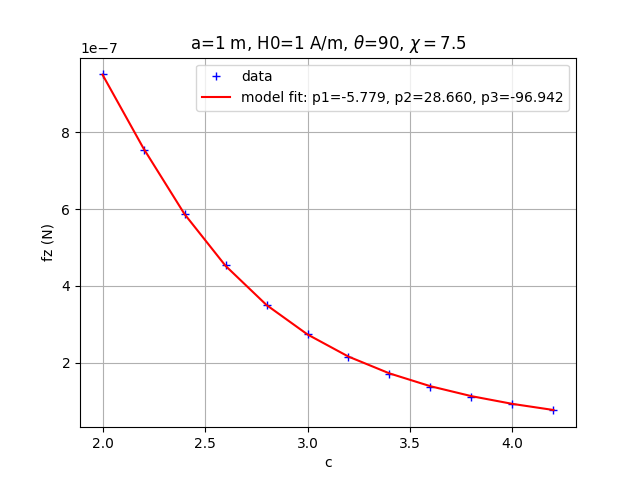 a=1 m, H0=1 A/m, θ=90, χ = 7.5
1e−7
data
model fit: p1=-5.779, p2=28.660, p3=-96.942
8
6
4
2
fz (N)
2.0 2.5 3.0 3.5 4.0
c